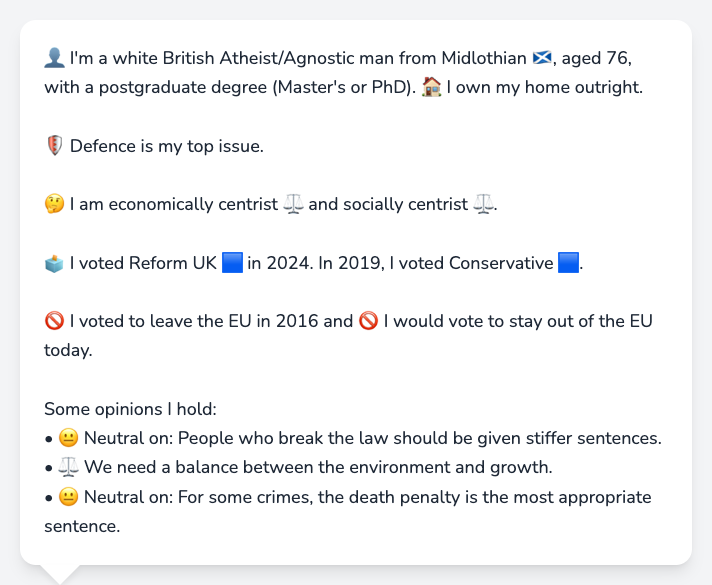 👤 I'm a white British Atheist/Agnostic man from Midlothian 🏴󠁧󠁢󠁳󠁣󠁴󠁿, aged 76,
with a postgraduate degree (Master's or PhD). 🏠 I own my home outright.
🛡️ Defence is my top issue.
🤔 I am economically centrist ⚖️ and socially centrist ⚖️.
🗳️ I voted Reform UK 🟦 in 2024. In 2019, I voted Conservative 🟦.
🚫 I voted to leave the EU in 2016 and 🚫 I would vote to stay out of the EU
today.
Some opinions I hold:
• 😐 Neutral on: People who break the law should be given stiffer sentences.
• ⚖️ We need a balance between the environment and growth.
• 😐 Neutral on: For some crimes, the death penalty is the most appropriate
sentence.